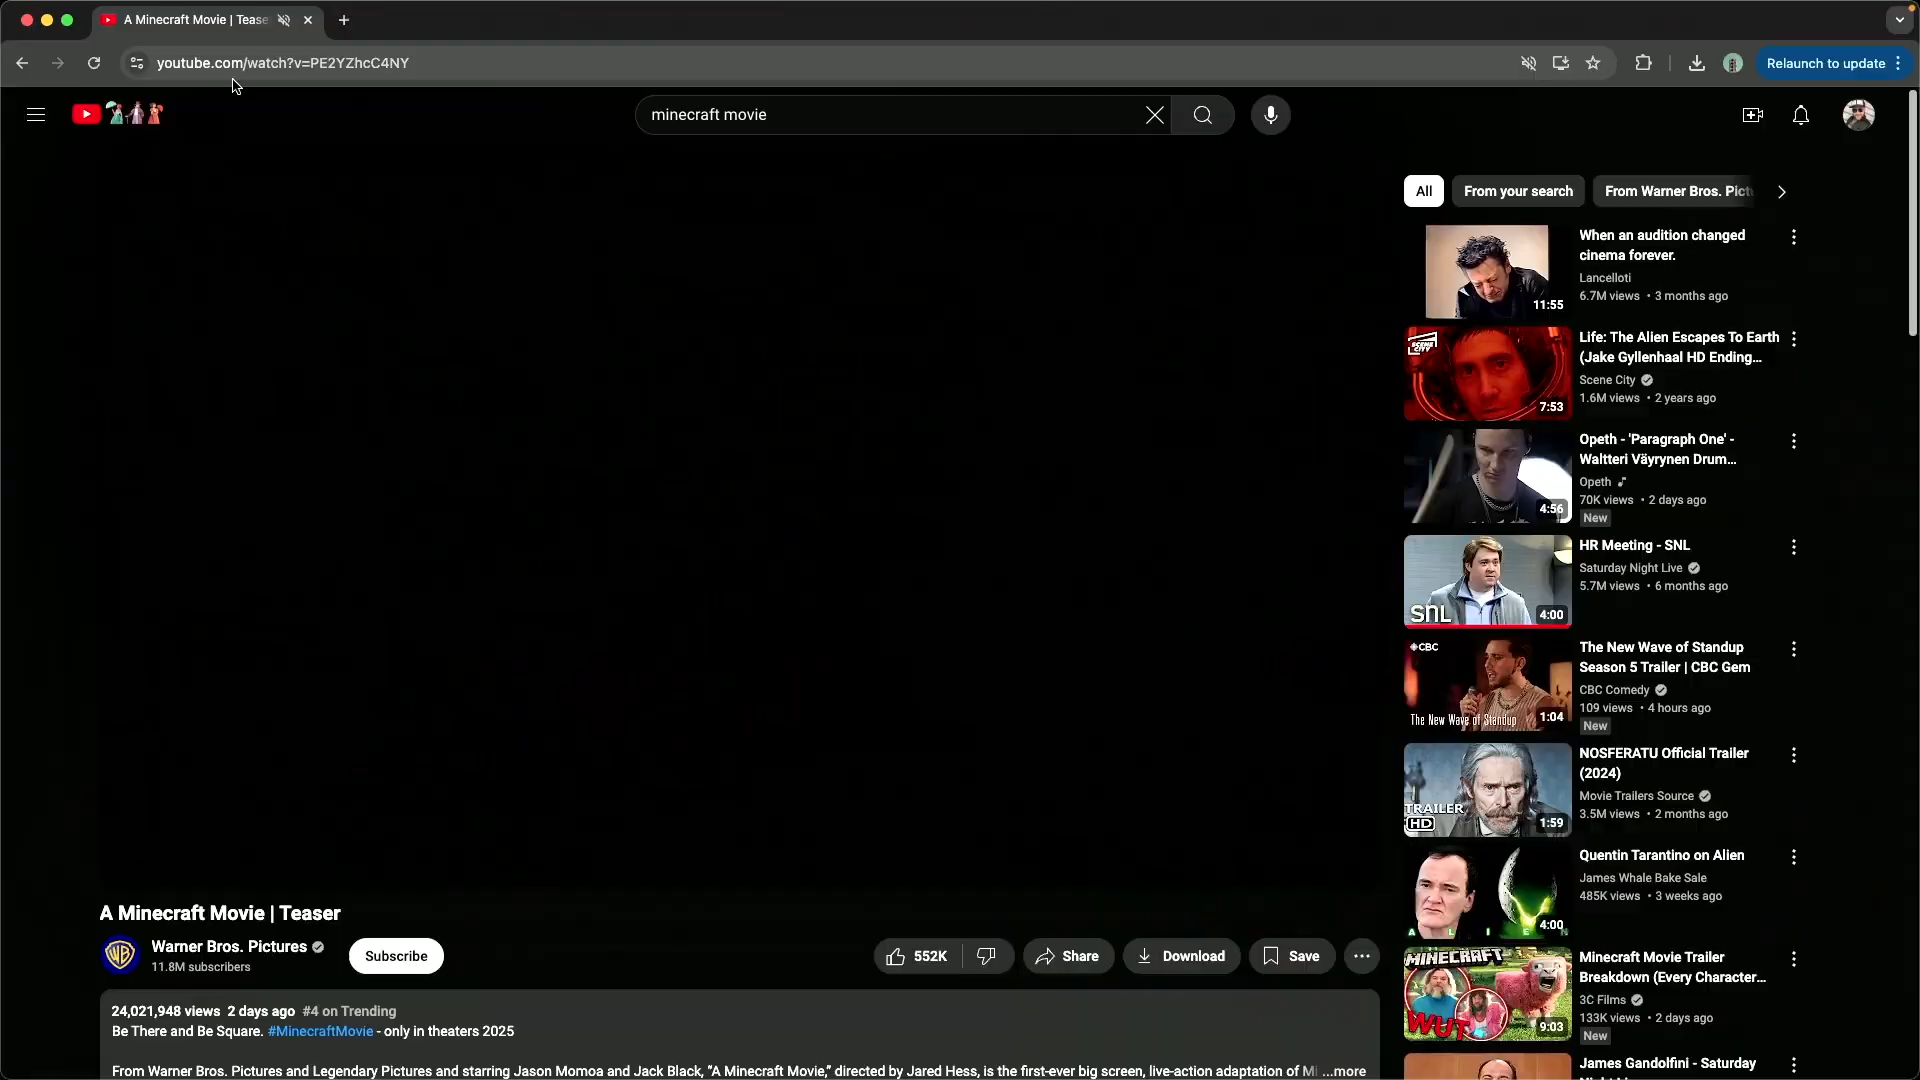 A Minecraft Movie | Tease
youtube.com/watch?v=PE2YZhcC4NY
Relaunch to update
minecraft movie
All
From your search
From Warner Bros. Pict
When an audition changed
cinema forever.
Lancelloti
6.7M views • 3 months ago
11:55
Life: The Alien Escapes To Earth
(Jake Gyllenhaal HD Ending...
Scene City
1.6M views • 2 years ago
SCENE
CITY
7:53
Opeth - 'Paragraph One' -
Waltteri Väyrynen Drum...
Opeth
70K views • 2 days ago
New
4:56
HR Meeting - SNL
Saturday Night Live
5.7M views • 6 months ago
SNL
4:00
The New Wave of Standup
Season 5 Trailer | CBC Gem
CBC Comedy
109 views • 4 hours ago
New
CBC
The New Wave of Standup
1:04
NOSFERATU Official Trailer
(2024)
Movie Trailers Source
3.5M views • 2 months ago
TRAILER
HD
1:59
Quentin Tarantino on Alien
James Whale Bake Sale
485K views • 3 weeks ago
4:00
A L I E N
Minecraft Movie Trailer
Breakdown (Every Character...
3C Films
133K views • 2 days ago
New
MINECRAFT
WUT
9:03
James Gandolfini - Saturday
A Minecraft Movie | Teaser
WB
Warner Bros. Pictures
11.8M subscribers
Subscribe
552K
Share
Download
Save
24,021,948 views 2 days ago #4 on Trending
Be There and Be Square. #MinecraftMovie - only in theaters 2025
From Warner Bros. Pictures and Legendary Pictures and starring Jason Momoa and Jack Black, “A Minecraft Movie,” directed by Jared Hess, is the first-ever big screen, live-action adaptation of Mi ...more